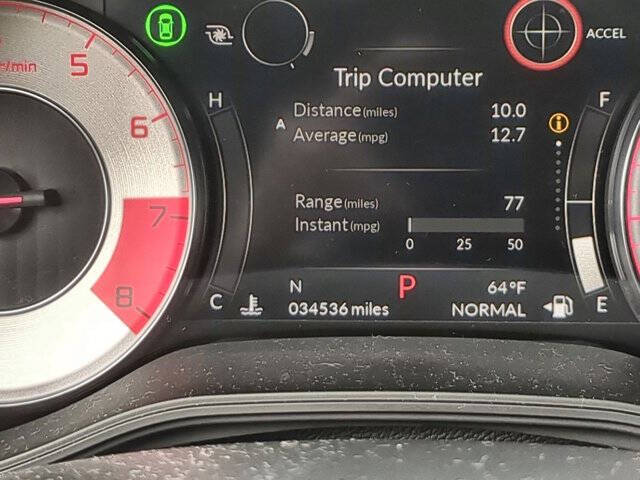 ACCEL
5
6
7
8
Trip Computer
H
F
Distance(miles) 10.0
A
Average(mpg) 12.7
Range(miles) 77
Instant(mpg)
0 25 50
N P 64°F
C
E
034536 miles NORMAL